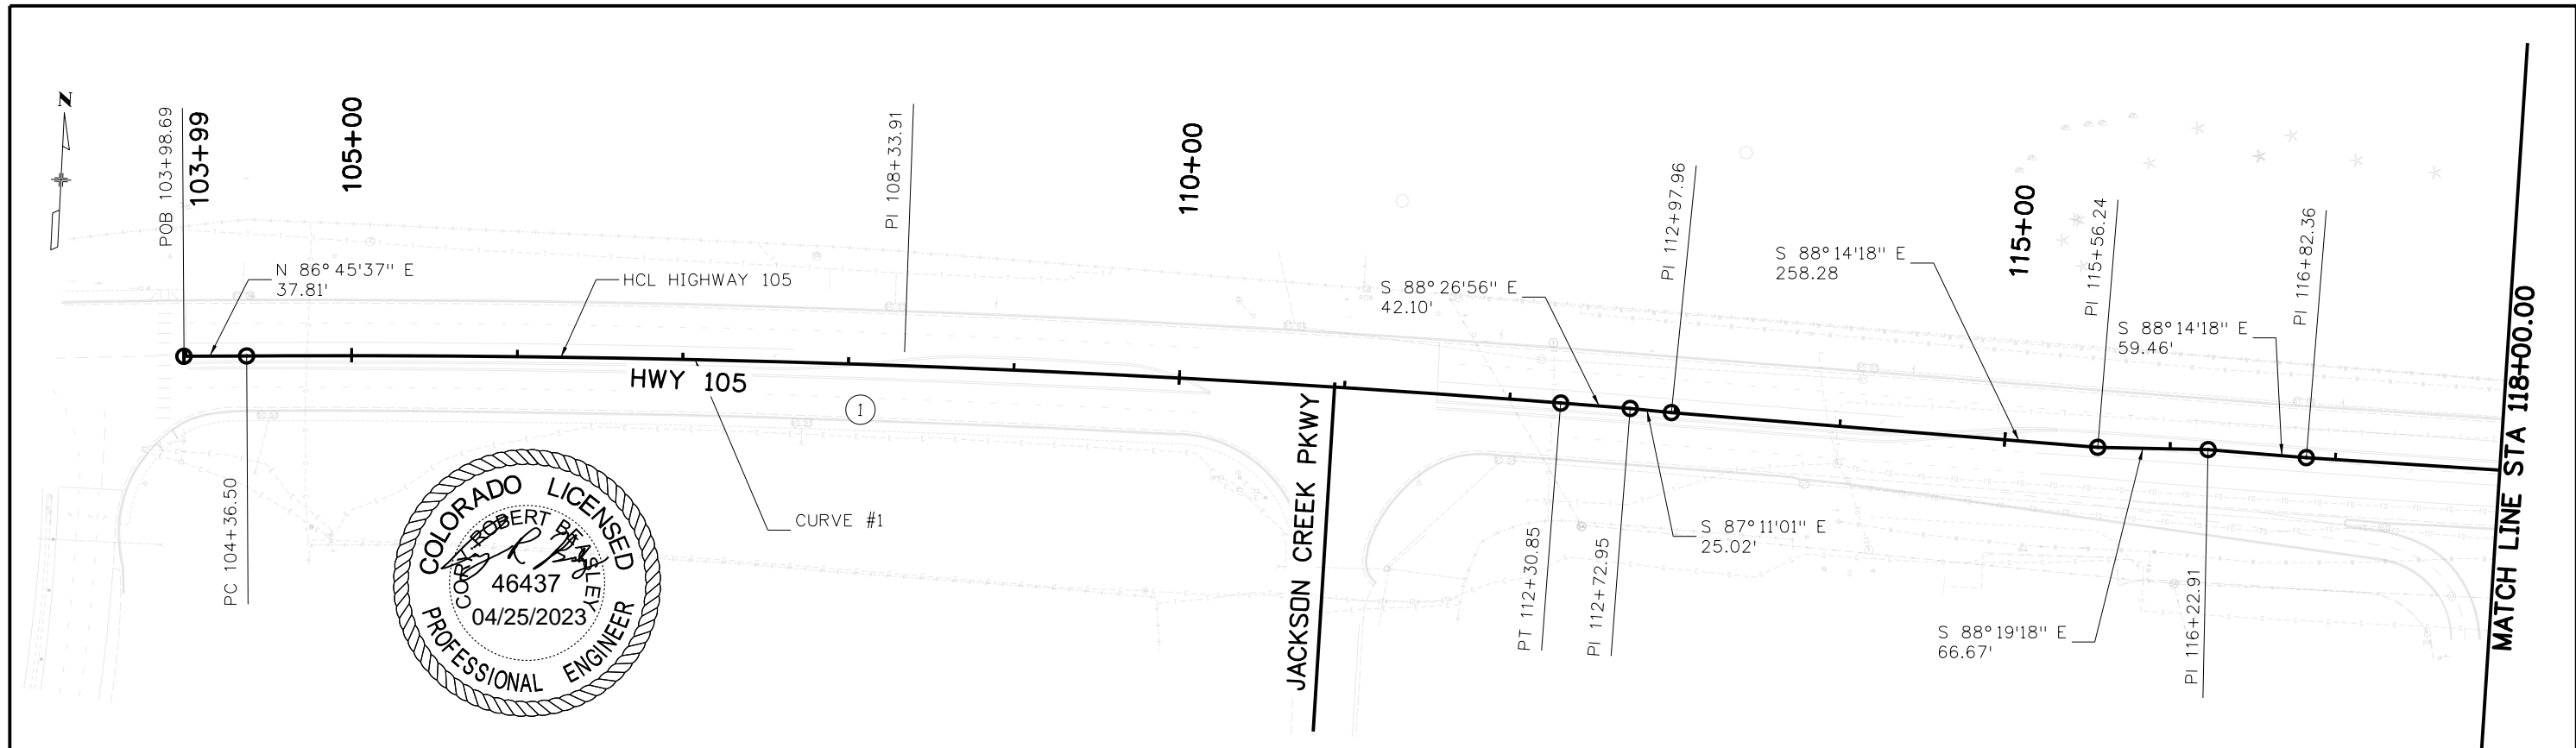 N
POB 103+98.69
103+99
105+00
PI 108+33.91
110+00
PI 112+97.96
115+00
PI 115+56.24
PI 116+82.36
N 86°45'37" E
37.81'
HCL HIGHWAY 105
S 88°26'56" E
42.10'
S 88°14'18" E
258.28
S 88°14'18" E
59.46'
MATCH LINE STA 118+00.00
HWY 105
1
JACKSON CREEK PKWY
PC 104+36.50
CURVE #1
PT 112+30.85
PI 112+72.95
S 87°11'01" E
25.02'
S 88°19'18" E
66.67'
PI 116+22.91
COLORADO LICENSED
CORY ROBERT BEASLEY
46437
04/25/2023
PROFESSIONAL ENGINEER